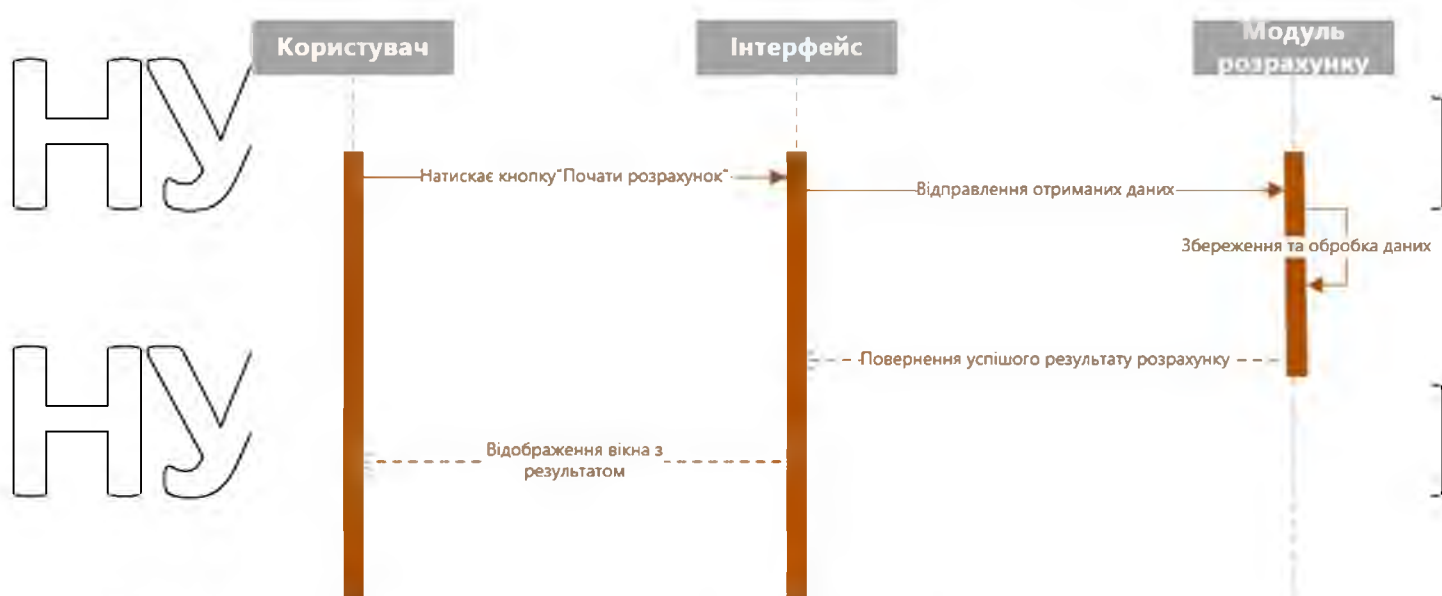 Користувач
Інтерфейс
Модуль
розрахунку
НУ
Натискає кнопку"Почати розрахунок"
Відправлення отриманих даних
Збереження та обробка даних
НУ
Повернення успішого результату розрахунку
Відображення вікна з
результатом